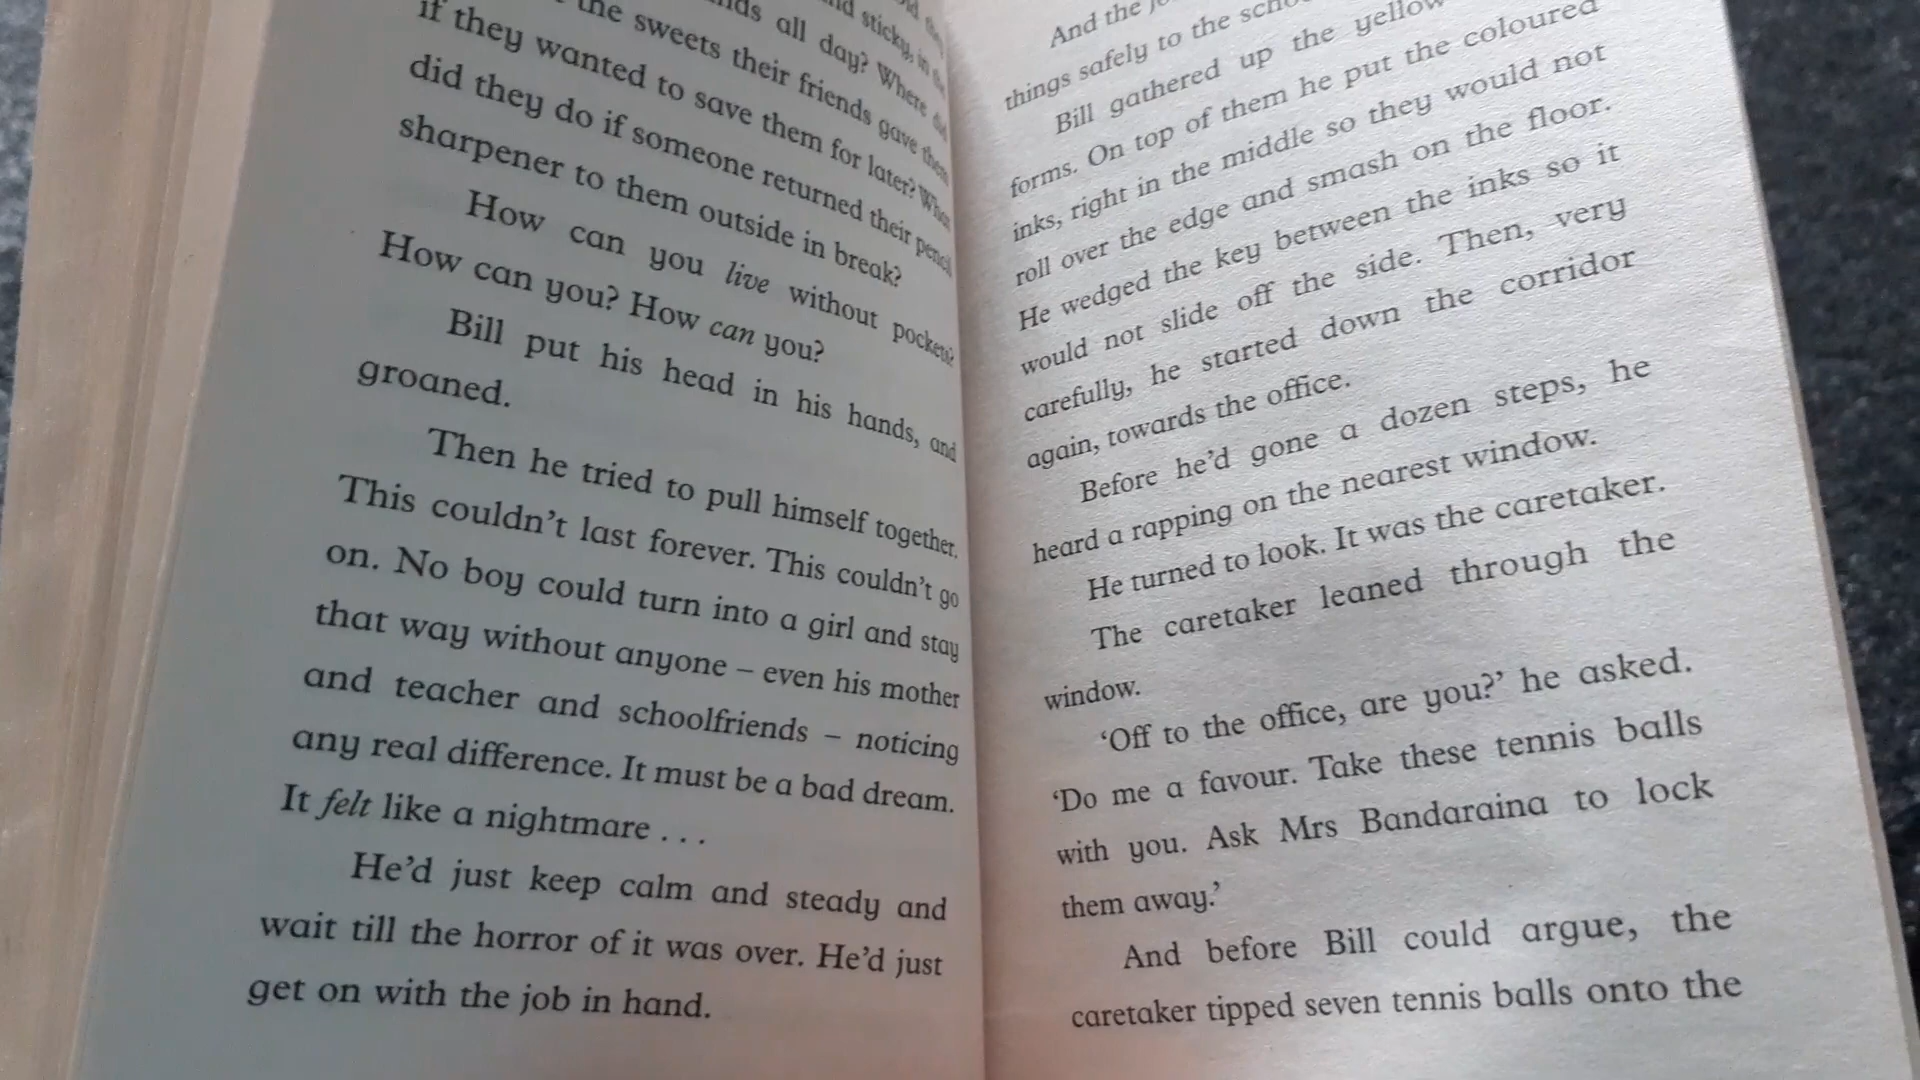 sticky, in
all day? Where did
the sweets their friends gave them
if they wanted to save them for later? What
did they do if someone returned their pencil
sharpener to them outside in break?
How can you live without pockets?
How can you? How can you?
Bill put his head in his hands, and
groaned.
Then he tried to pull himself together.
This couldn't last forever. This couldn't go
on. No boy could turn into a girl and stay
that way without anyone – even his mother
and teacher and schoolfriends – noticing
any real difference. It must be a bad dream.
It felt like a nightmare . . .
He'd just keep calm and steady and
wait till the horror of it was over. He'd just
get on with the job in hand.
And the
things safely to the
Bill gathered up the yellow
forms. On top of them he put the coloured
inks, right in the middle so they would not
roll over the edge and smash on the floor.
He wedged the key between the inks so it
would not slide off the side. Then, very
carefully, he started down the corridor
again, towards the office.
Before he'd gone a dozen steps, he
heard a rapping on the nearest window.
He turned to look. It was the caretaker.
The caretaker leaned through the
window.
'Off to the office, are you?' he asked.
'Do me a favour. Take these tennis balls
with you. Ask Mrs Bandaraina to lock
them away.'
And before Bill could argue, the
caretaker tipped seven tennis balls onto the